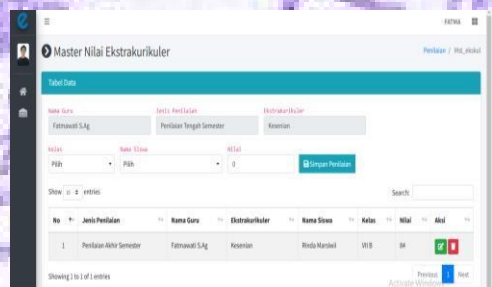 FATMA
Master Nilai Ekstrakurikuler
Penilaian / Mst_ekskul
Tabel Data
Nama Guru Jenis Penilaian Ekstrakurikuler
Fatmawati S.Ag Penilaian Tengah Semester Kesenian
Kelas Nama Siswa Nilai
Pilih Pilih 0 Simpan Penilaian
Show 10 entries Search:
No Jenis Penilaian Nama Guru Ekstrakurikuler Nama Siswa Kelas Nilai Aksi
1 Penilaian Akhir Semester Fatmawati S.Ag Kesenian Rinda Marsiwil VII B
Showing 1 to 1 of 1 entries Previous 1 Next
Activate Windows